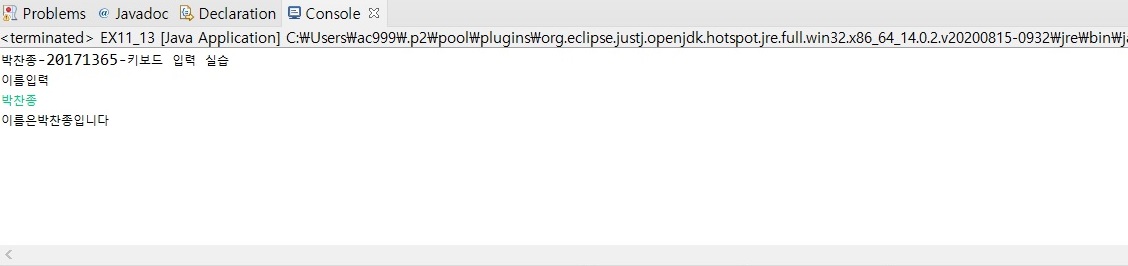 Problems @ Javadoc Declaration Console
<terminated> EX11_13 [Java Application] C:₩Users₩ac999₩.p2₩pool₩plugins₩org.eclipse.justj.openjdk.hotspot.jre.full.win32.x86_64_14.0.2.v20200815-0932₩jre₩bin₩ja
박찬종-20171365-키보드 입력 실습
이름입력
박찬종
이름은박찬종입니다